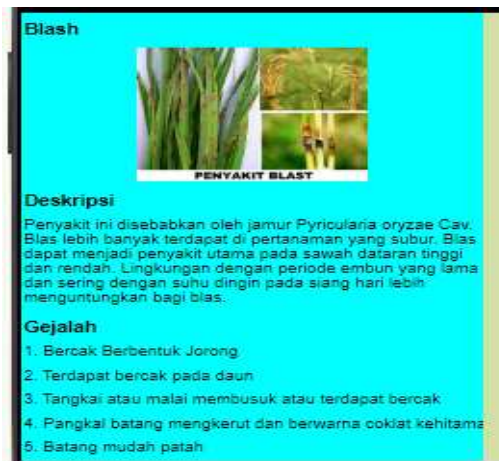 Blash
PENYAKIT BLAST
Deskripsi
Penyakit ini disebabkan oleh jamur Pyricularia oryzae Cav.
Blas lebih banyak terdapat di pertanaman yang subur. Blas
dapat menjadi penyakit utama pada sawah dataran tinggi
dan rendah. Lingkungan dengan periode embun yang lama
dan sering dengan suhu dingin pada siang hari lebih
menguntungkan bagi blas.
Gejalah
1. Bercak Berbentuk Jorong
2. Terdapat bercak pada daun
3. Tangkai atau malai membusuk atau terdapat bercak
4. Pangkal batang mengkerut dan berwarna coklat kehitama
5. Batang mudah patah